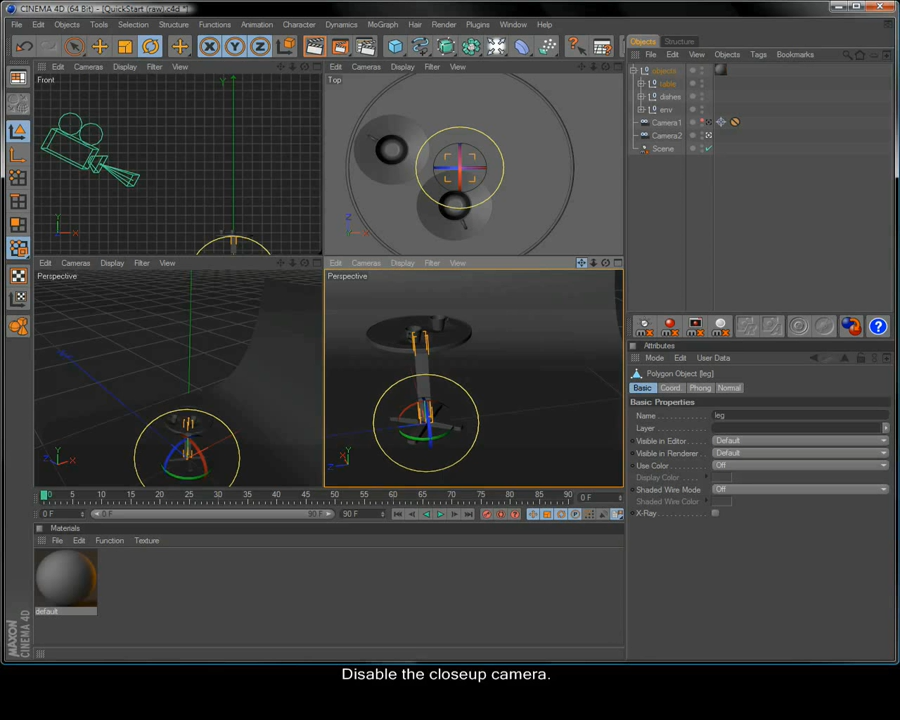 CINEMA 4D (64 Bit) - [QuickStart (raw).c4d *]
File Edit Objects Tools Selection Structure Functions Animation Character Dynamics MoGraph Hair Render Plugins Window Help
Objects Structure
File Edit View Objects Tags Bookmarks
objects
table
dishes
env
Camera1
Camera2
Scene
Edit Cameras Display Filter View
Front
Edit Cameras Display Filter View
Top
Edit Cameras Display Filter View
Perspective
Edit Cameras Display Filter View
Perspective
Attributes
Mode Edit User Data
Polygon Object [leg]
Basic Coord. Phong Normal
Basic Properties
Name leg
Layer
Visible in Editor Default
Visible in Renderer Default
Use Color Off
Display Color
Shaded Wire Mode Off
Shaded Wire Color
X-Ray
0 5 10 15 20 25 30 35 40 45 50 55 60 65 70 75 80 85 90 0 F
0 F 0 F 90 F 90 F
Materials
File Edit Function Texture
default
MAXON
CINEMA 4D
Disable the closeup camera.